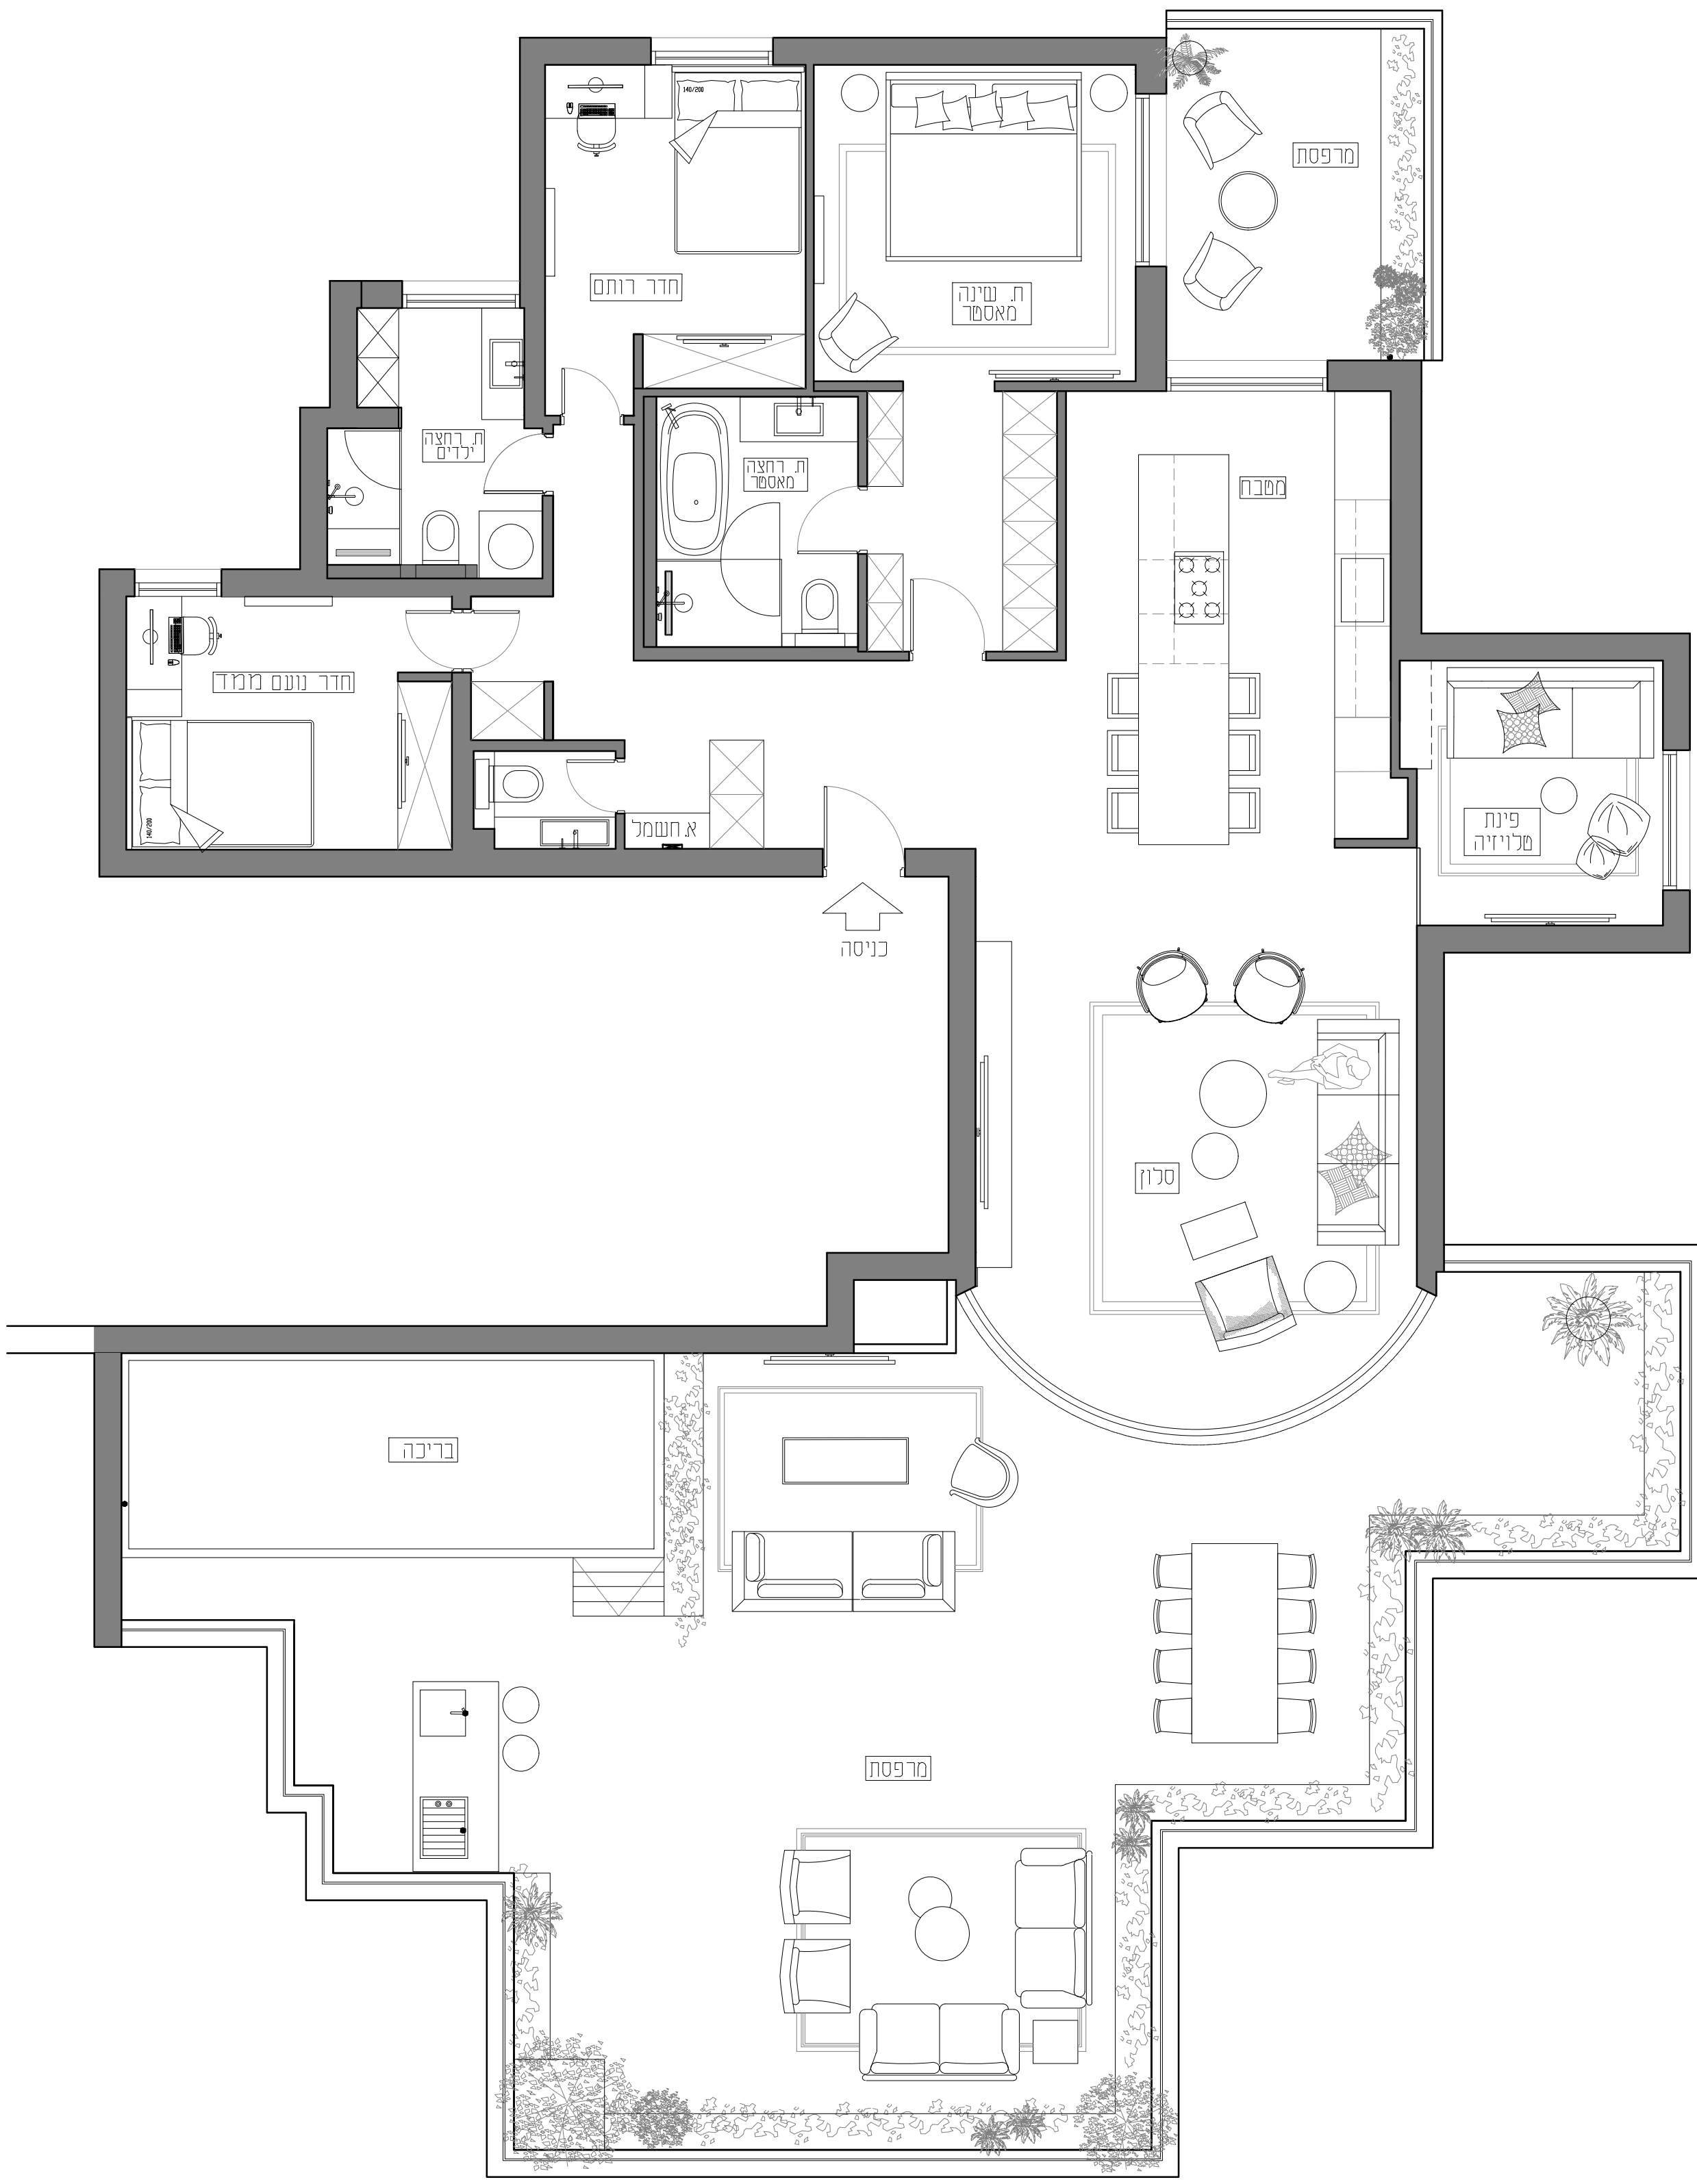 140/200
מרפסת
חדר רותם
ח. שינה
מאסטר
ח. רחצה
ילדים
ח. רחצה
מאסטר
מטבח
חדר נועם ממד
140/200
א.חשמל
פינת
טלויזיה
כניסה
סלון
בריכה
מרפסת